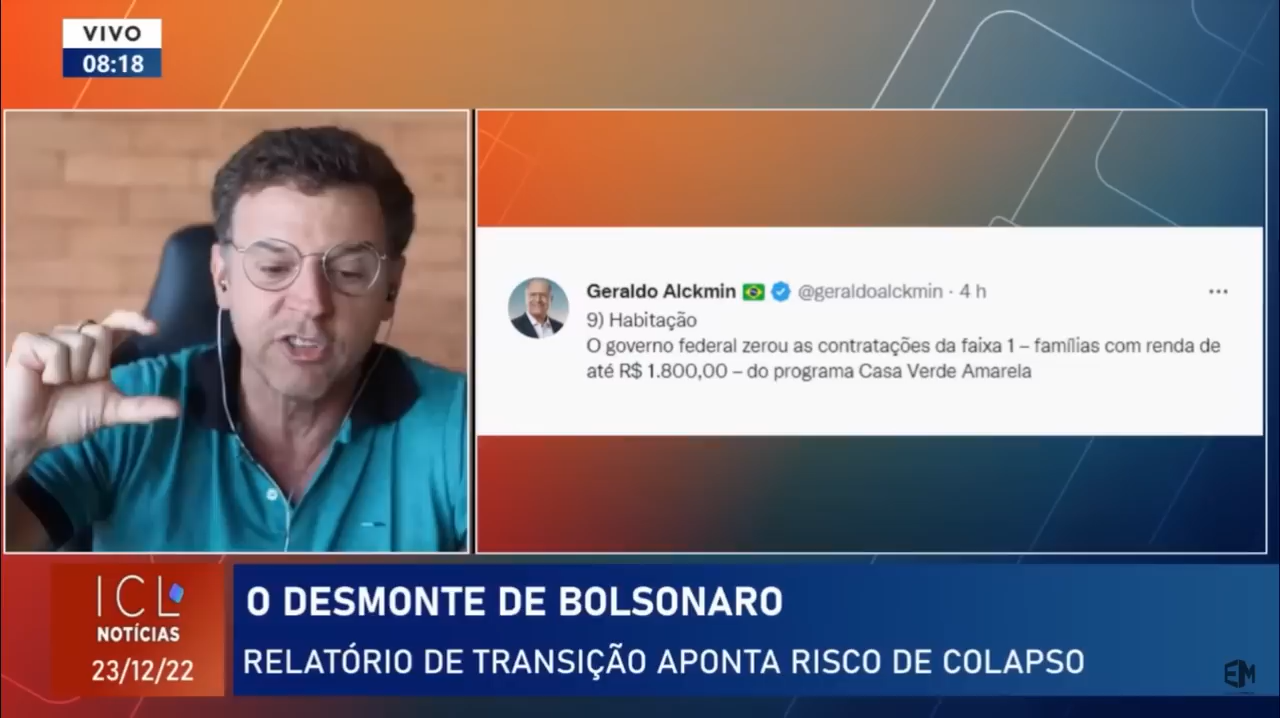 VIVO
08:18
Geraldo Alckmin @geraldoalckmin · 4 h
9) Habitação
O governo federal zerou as contratações da faixa 1 – famílias com renda de
até R$ 1.800,00 – do programa Casa Verde Amarela
ICL
NOTÍCIAS
23/12/22
O DESMONTE DE BOLSONARO
RELATÓRIO DE TRANSIÇÃO APONTA RISCO DE COLAPSO
EM